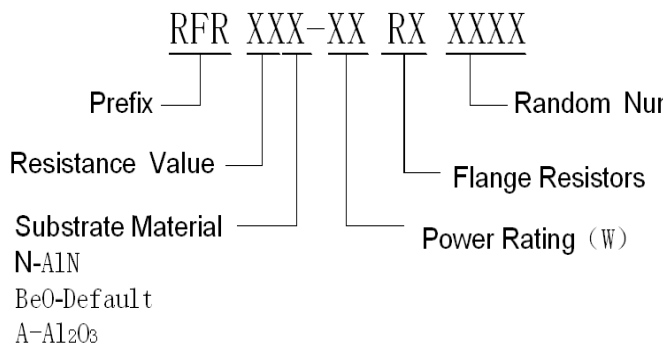 RFR XXX-XX RX XXXX
Prefix
Random
Resistance Value
Flange Resistors
Substrate Material
Power Rating（W）
N-AlN
BeO-Default
A-Al₂O₃